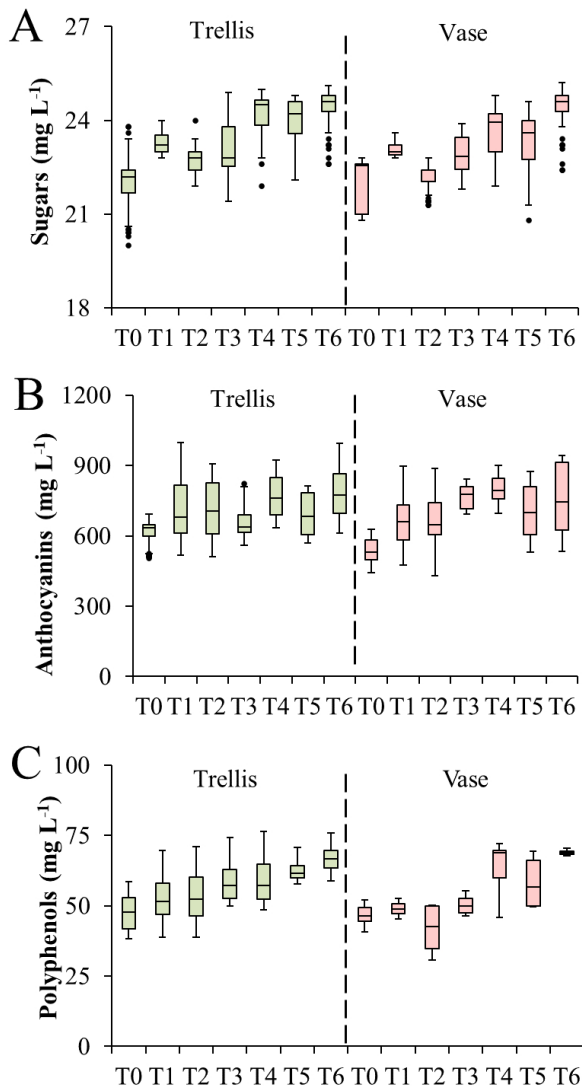 A
Trellis
Vase
Sugars (mg L⁻¹)
27
24
21
18
T0 T1 T2 T3 T4 T5 T6 T0 T1 T2 T3 T4 T5 T6
B
Trellis
Vase
Anthocyanins (mg L⁻¹)
1200
900
600
300
0
T0 T1 T2 T3 T4 T5 T6 T0 T1 T2 T3 T4 T5 T6
C
Trellis
Vase
Polyphenols (mg L⁻¹)
100
75
50
25
0
T0 T1 T2 T3 T4 T5 T6 T0 T1 T2 T3 T4 T5 T6